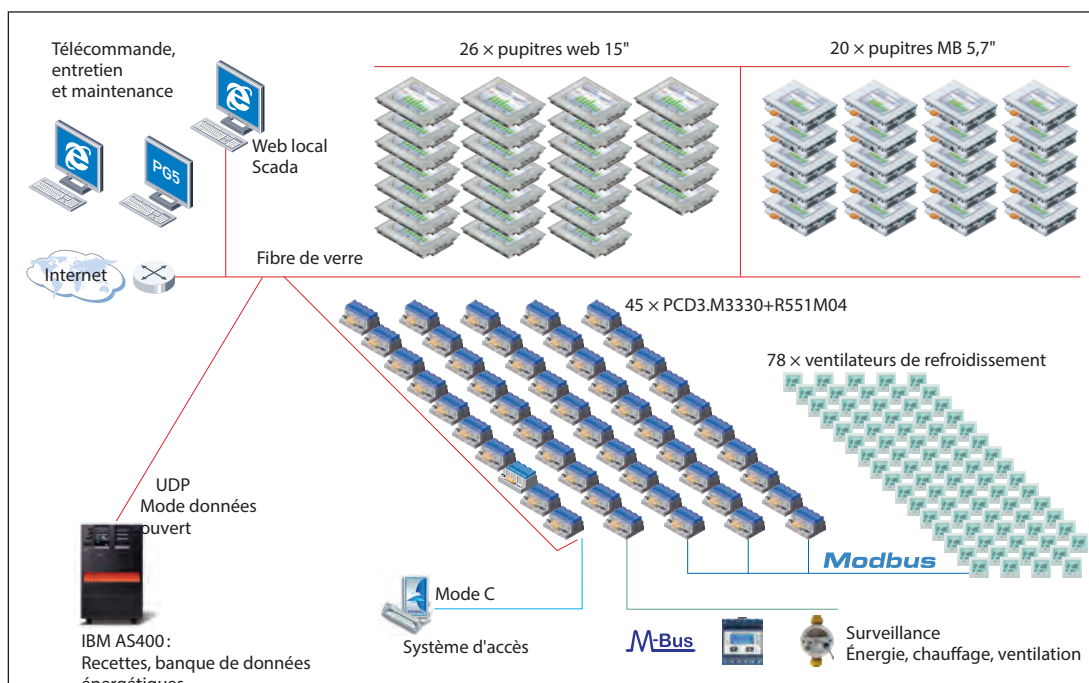 Télécommande,
entretien
et maintenance
26 × pupitres web 15"
20 × pupitres MB 5,7"
PG5
Web local
Scada
Internet
Fibre de verre
45 × PCD3.M3330+R551M04
78 × ventilateurs de refroidissement
UDP
Mode données
ouvert
Modbus
Mode C
Système d'accès
M-Bus
Surveillance
Énergie, chauffage, ventilation
IBM AS400 :
Recettes, banque de données
énergétiques